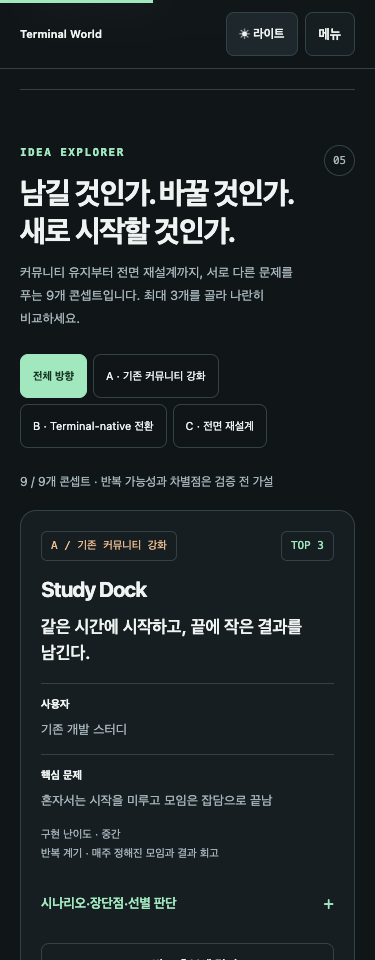 Terminal World
☀ 라이트
메뉴
IDEA EXPLORER
05
남길 것인가. 바꿀 것인가.
새로 시작할 것인가.
커뮤니티 유지부터 전면 재설계까지, 서로 다른 문제를
푸는 9개 콘셉트입니다. 최대 3개를 골라 나란히
비교하세요.
전체 방향
A · 기존 커뮤니티 강화
B · Terminal-native 전환
C · 전면 재설계
9 / 9개 콘셉트 · 반복 가능성과 차별점은 검증 전 가설
A / 기존 커뮤니티 강화
TOP 3
Study Dock
같은 시간에 시작하고, 끝에 작은 결과를
남긴다.
사용자
기존 개발 스터디
핵심 문제
혼자서는 시작을 미루고 모임은 잡담으로 끝남
구현 난이도 · 중간
반복 계기 · 매주 정해진 모임과 결과 회고
시나리오·장단점·선별 판단
+